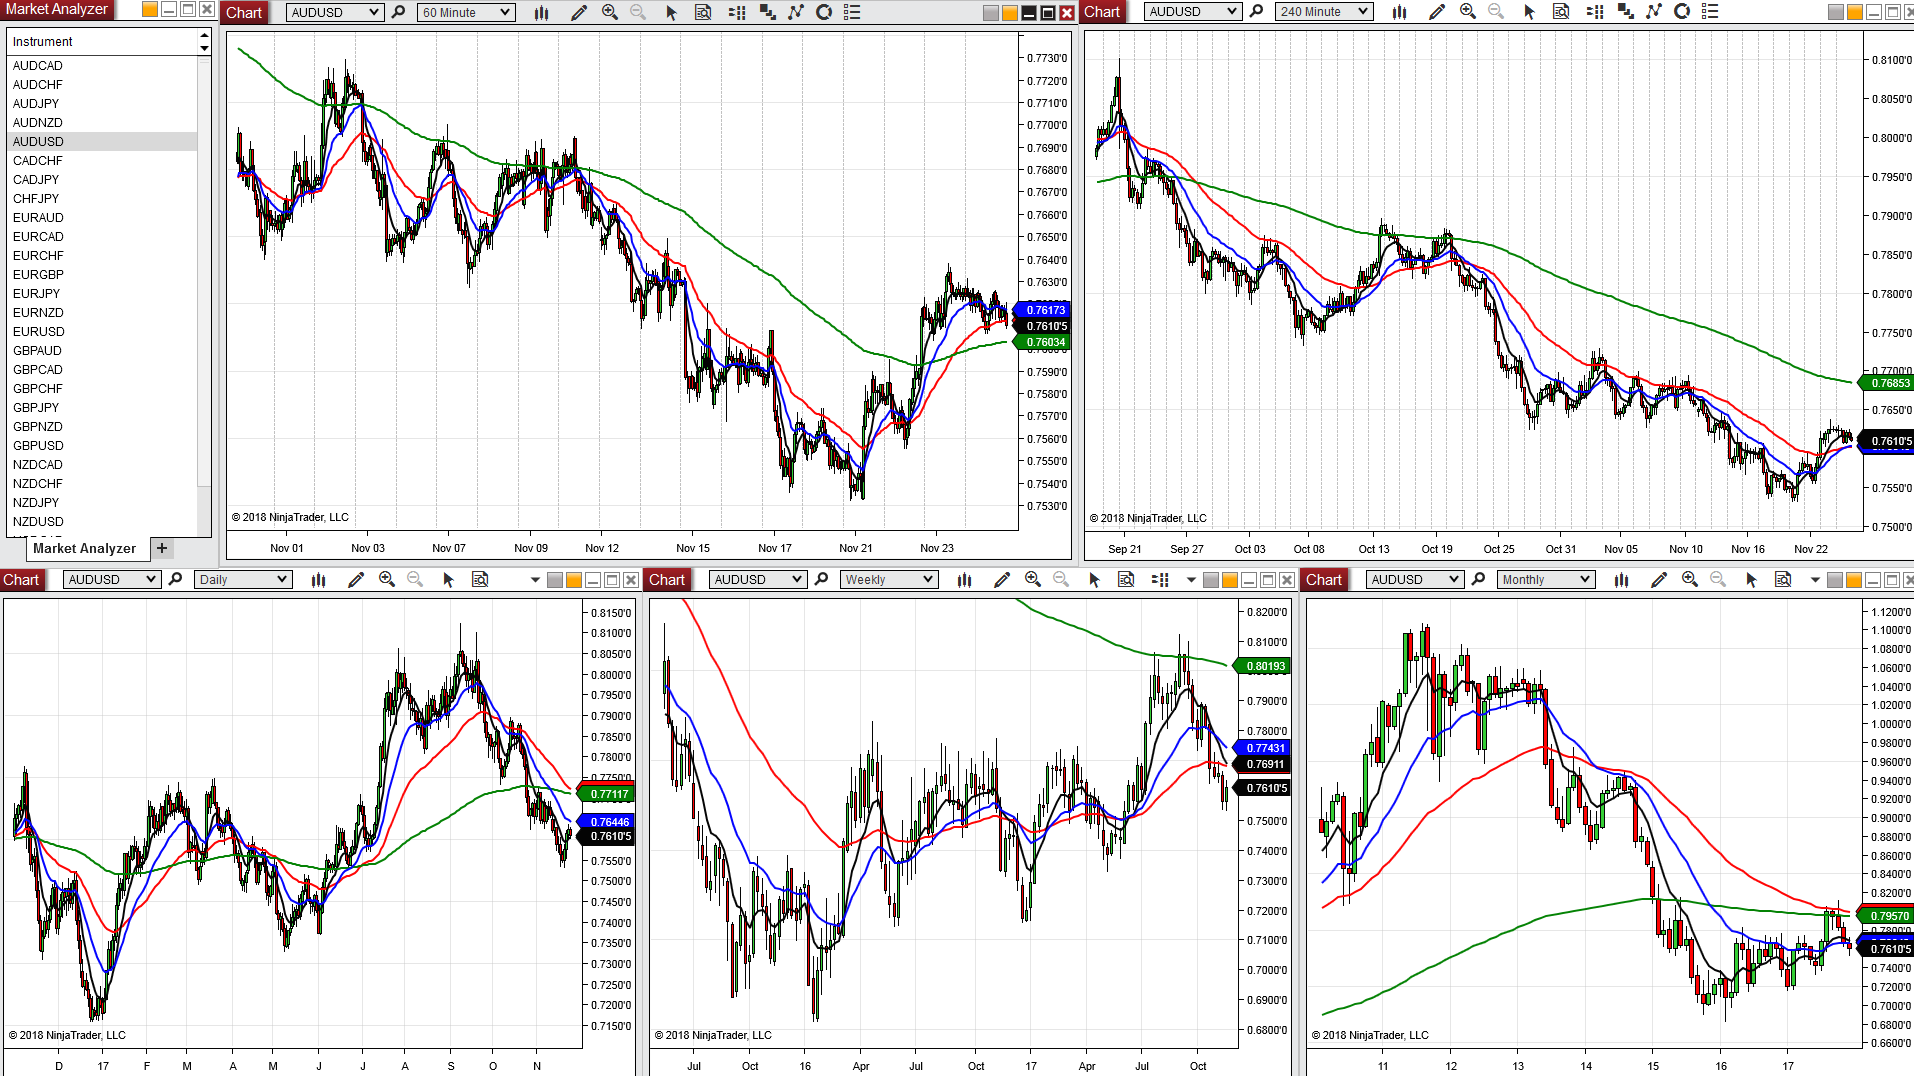 Market Analyzer
Instrument
AUDCAD
AUDCHF
AUDJPY
AUDNZD
AUDUSD
CADCHF
CADJPY
CHFJPY
EURAUD
EURCAD
EURCHF
EURGBP
EURJPY
EURNZD
EURUSD
GBPAUD
GBPCAD
GBPCHF
GBPJPY
GBPNZD
GBPUSD
NZDCAD
NZDCHF
NZDJPY
NZDUSD
Market Analyzer +
Chart AUDUSD 60 Minute
0.7730'0
0.7720'0
0.7710'0
0.7700'0
0.7690'0
0.7680'0
0.7670'0
0.7660'0
0.7650'0
0.7640'0
0.7630'0
0.76173
0.7610'5
0.76034
0.7590'0
0.7580'0
0.7570'0
0.7560'0
0.7550'0
0.7540'0
0.7530'0
© 2018 NinjaTrader, LLC
Nov 01 Nov 03 Nov 07 Nov 09 Nov 12 Nov 15 Nov 17 Nov 21 Nov 23
Chart AUDUSD 240 Minute
0.8100'0
0.8050'0
0.8000'0
0.7950'0
0.7900'0
0.7850'0
0.7800'0
0.7750'0
0.7700'0
0.76853
0.7650'0
0.7610'5
0.7550'0
0.7500'0
© 2018 NinjaTrader, LLC
Sep 21 Sep 27 Oct 03 Oct 08 Oct 13 Oct 19 Oct 25 Oct 31 Nov 05 Nov 10 Nov 16 Nov 22
Chart AUDUSD Daily
0.8150'0
0.8100'0
0.8050'0
0.8000'0
0.7950'0
0.7900'0
0.7850'0
0.7800'0
0.7750'0
0.77117
0.76446
0.7610'5
0.7550'0
0.7500'0
0.7450'0
0.7400'0
0.7350'0
0.7300'0
0.7250'0
0.7200'0
0.7150'0
© 2018 NinjaTrader, LLC
D 17 F M A M J J A S O N
Chart AUDUSD Weekly
0.8200'0
0.8100'0
0.80193
0.7900'0
0.7800'0
0.77431
0.76911
0.7610'5
0.7500'0
0.7400'0
0.7300'0
0.7200'0
0.7100'0
0.7000'0
0.6900'0
0.6800'0
© 2018 NinjaTrader, LLC
Jul Oct 16 Apr Jul Oct 17 Apr Jul Oct
Chart AUDUSD Monthly
1.1200'0
1.1000'0
1.0800'0
1.0600'0
1.0400'0
1.0200'0
1.0000'0
0.9800'0
0.9600'0
0.9400'0
0.9200'0
0.9000'0
0.8800'0
0.8600'0
0.8400'0
0.8200'0
0.79570
0.7800'0
0.7610'5
0.7400'0
0.7200'0
0.7000'0
0.6800'0
0.6600'0
© 2018 NinjaTrader, LLC
11 12 13 14 15 16 17